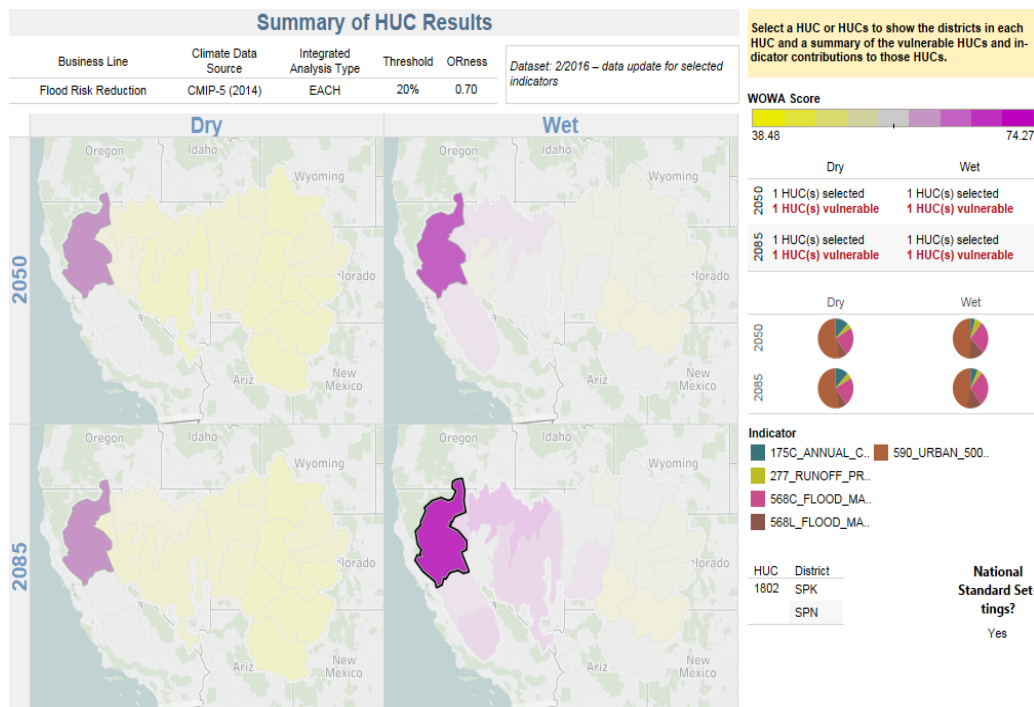 Summary of HUC Results
Business Line
Climate Data Source
Integrated Analysis Type
Threshold
ORness
Flood Risk Reduction
CMIP-5 (2014)
EACH
20%
0.70
Dataset: 2/2016 – data update for selected
indicators
Select a HUC or HUCs to show the districts in each
HUC and a summary of the vulnerable HUCs and in-
dicator contributions to those HUCs.
WOWA Score
38.48
74.27
Dry
Wet
2050
1 HUC(s) selected
1 HUC(s) vulnerable
1 HUC(s) selected
1 HUC(s) vulnerable
2085
1 HUC(s) selected
1 HUC(s) vulnerable
1 HUC(s) selected
1 HUC(s) vulnerable
Dry
Wet
2050
2085
Indicator
175C_ANNUAL_C..
590_URBAN_500..
277_RUNOFF_PR..
568C_FLOOD_MA..
568L_FLOOD_MA..
HUC
District
1802
SPK
SPN
National
Standard Set-
tings?
Yes
Dry
Wet
2050
Oregon
Idaho
Wyoming
Ariz
New
Mexico
Oregon
Idaho
Wyoming
olorado
Ariz
New
Mexico
2085
Oregon
Idaho
Wyoming
Ariz
New
Mexico
Oregon
Idaho
Wyoming
olorado
Ariz
New
Mexico